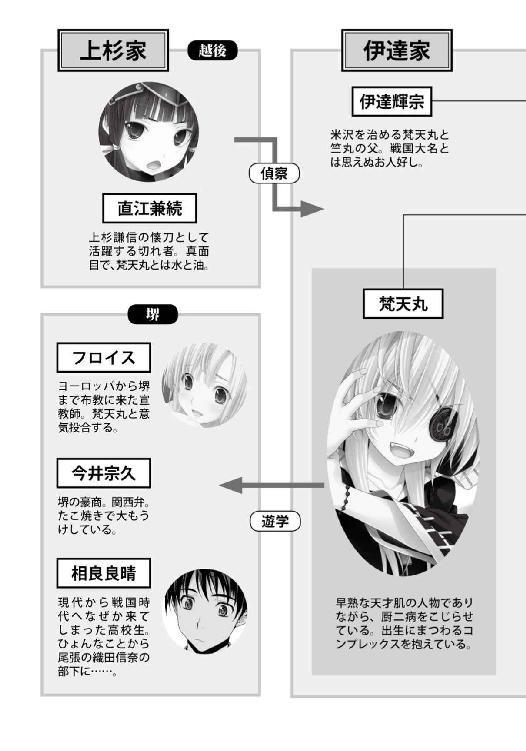 上杉家
越後
直江兼続
上杉謙信の懐刀として
活躍する切れ者。真面
目で、梵天丸とは水と油。
偵察
堺
フロイス
ヨーロッパから堺
まで布教に来た宣
教師。梵天丸と意
気投合する。
今井宗久
堺の豪商。関西弁。
たこ焼きで大もう
けしている。
相良良晴
現代から戦国時
代へなぜか来て
しまった高校生。
ひょんなことから
尾張の織田信奈の
部下に……。
遊学
伊達家
伊達輝宗
米沢を治める梵天丸と
竺丸の父。戦国大名と
は思えぬお人好し。
梵天丸
早熟な天才肌の人物であり
ながら、厨二病をこじらせ
ている。出生にまつわるコ
ンプレックスを抱えている。